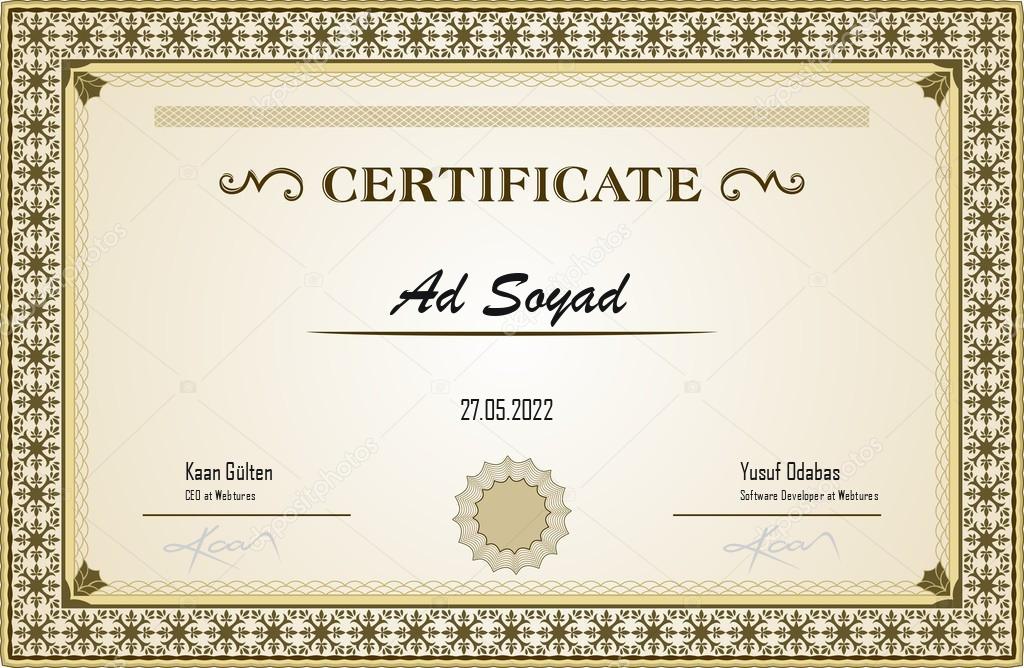 CERTIFICATE
Ad Soyad
27.05.2022
Kaan Gülten
CEO at Webtures
Yusuf Odabas
Software Developer at Webtures
Kaan
Kaan
depositphotos